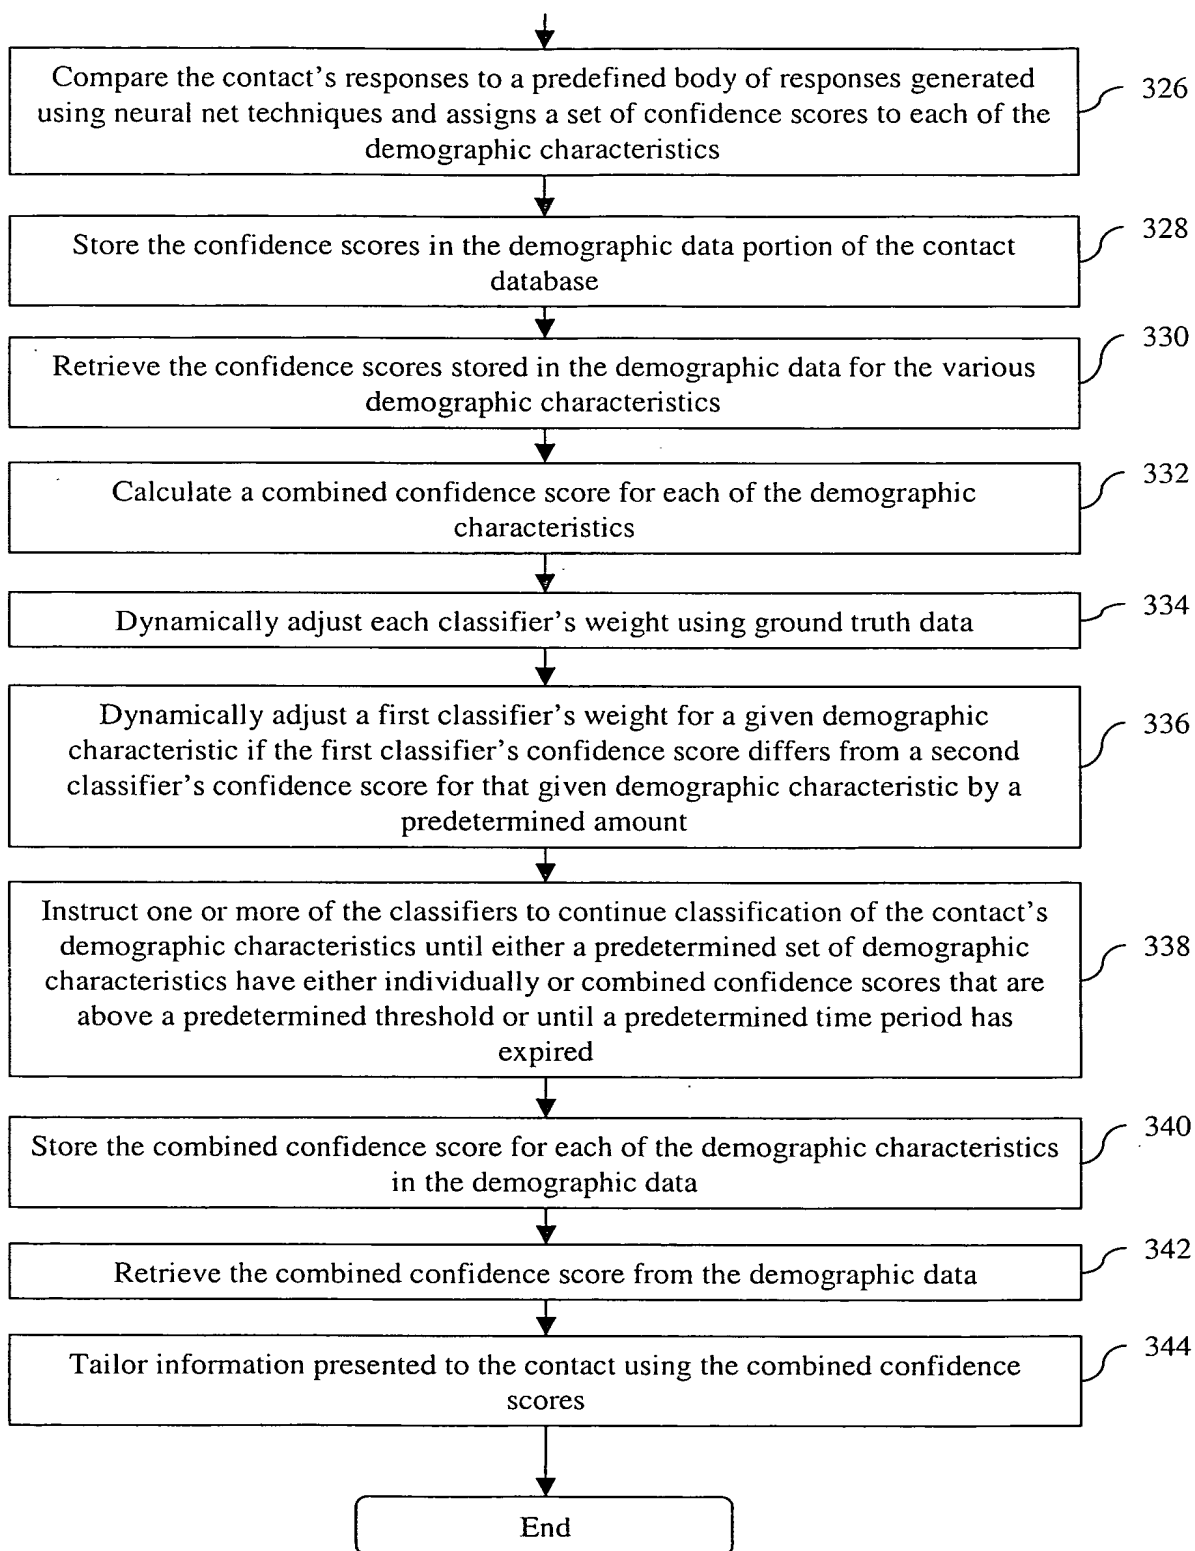 Compare the contact's responses to a predefined body of responses generated
using neural net techniques and assigns a set of confidence scores to each of the
demographic characteristics
326
Store the confidence scores in the demographic data portion of the contact
database
328
Retrieve the confidence scores stored in the demographic data for the various
demographic characteristics
330
Calculate a combined confidence score for each of the demographic
characteristics
332
Dynamically adjust each classifier's weight using ground truth data
334
Dynamically adjust a first classifier's weight for a given demographic
characteristic if the first classifier's confidence score differs from a second
classifier's confidence score for that given demographic characteristic by a
predetermined amount
336
Instruct one or more of the classifiers to continue classification of the contact's
demographic characteristics until either a predetermined set of demographic
characteristics have either individually or combined confidence scores that are
above a predetermined threshold or until a predetermined time period has
expired
338
Store the combined confidence score for each of the demographic characteristics
in the demographic data
340
Retrieve the combined confidence score from the demographic data
342
Tailor information presented to the contact using the combined confidence
scores
344
End